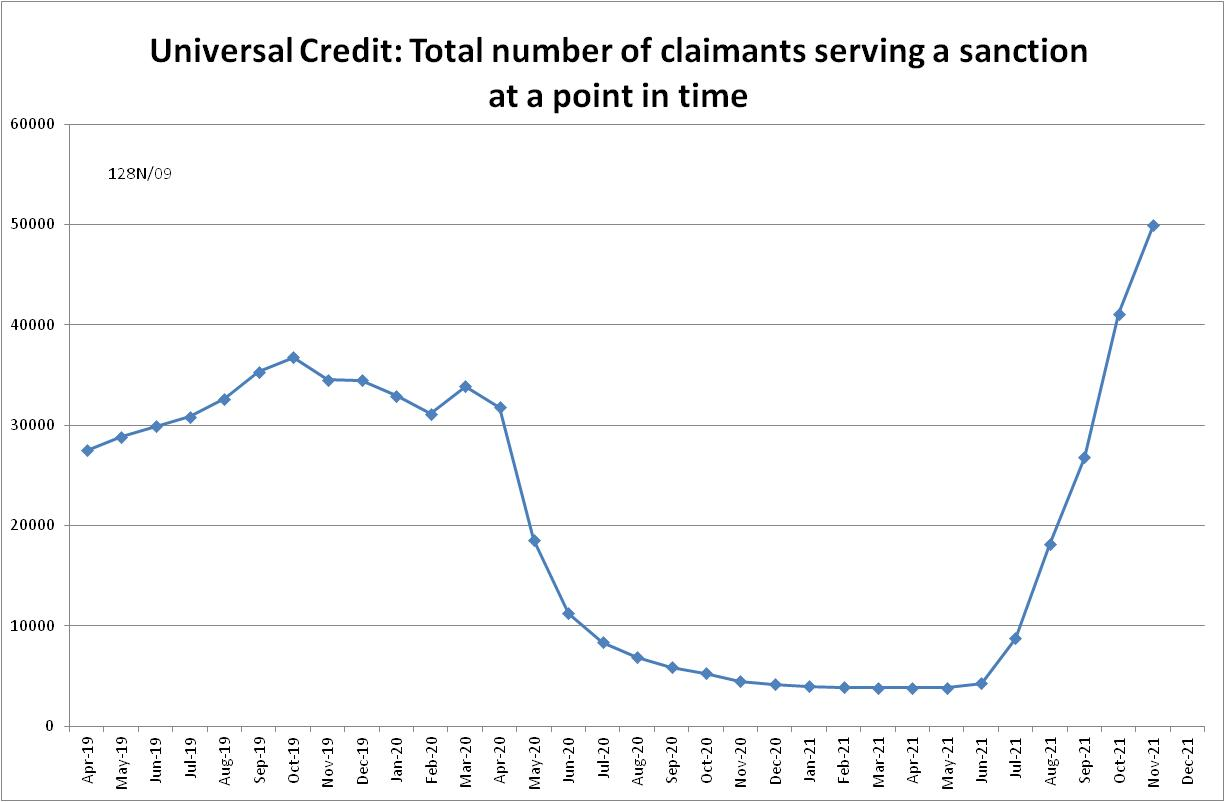 Universal Credit: Total number of claimants serving a sanction
at a point in time
60000
128N/09
50000
40000
30000
20000
10000
0
Apr-19
May-19
Jun-19
Jul-19
Aug-19
Sep-19
Oct-19
Nov-19
Dec-19
Jan-20
Feb-20
Mar-20
Apr-20
May-20
Jun-20
Jul-20
Aug-20
Sep-20
Oct-20
Nov-20
Dec-20
Jan-21
Feb-21
Mar-21
Apr-21
May-21
Jun-21
Jul-21
Aug-21
Sep-21
Oct-21
Nov-21
Dec-21